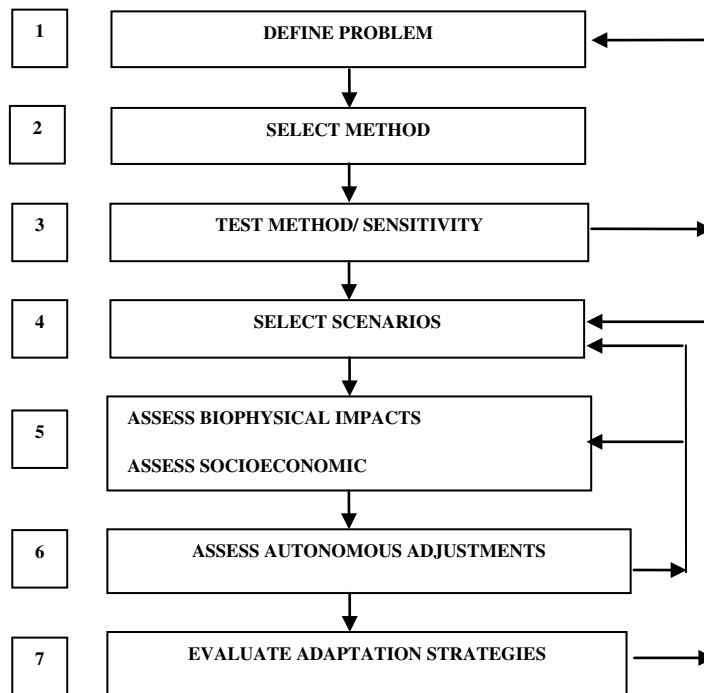 1
DEFINE PROBLEM
2
SELECT METHOD
3
TEST METHOD/ SENSITIVITY
4
SELECT SCENARIOS
5
ASSESS BIOPHYSICAL IMPACTS
ASSESS SOCIOECONOMIC
6
ASSESS AUTONOMOUS ADJUSTMENTS
7
EVALUATE ADAPTATION STRATEGIES